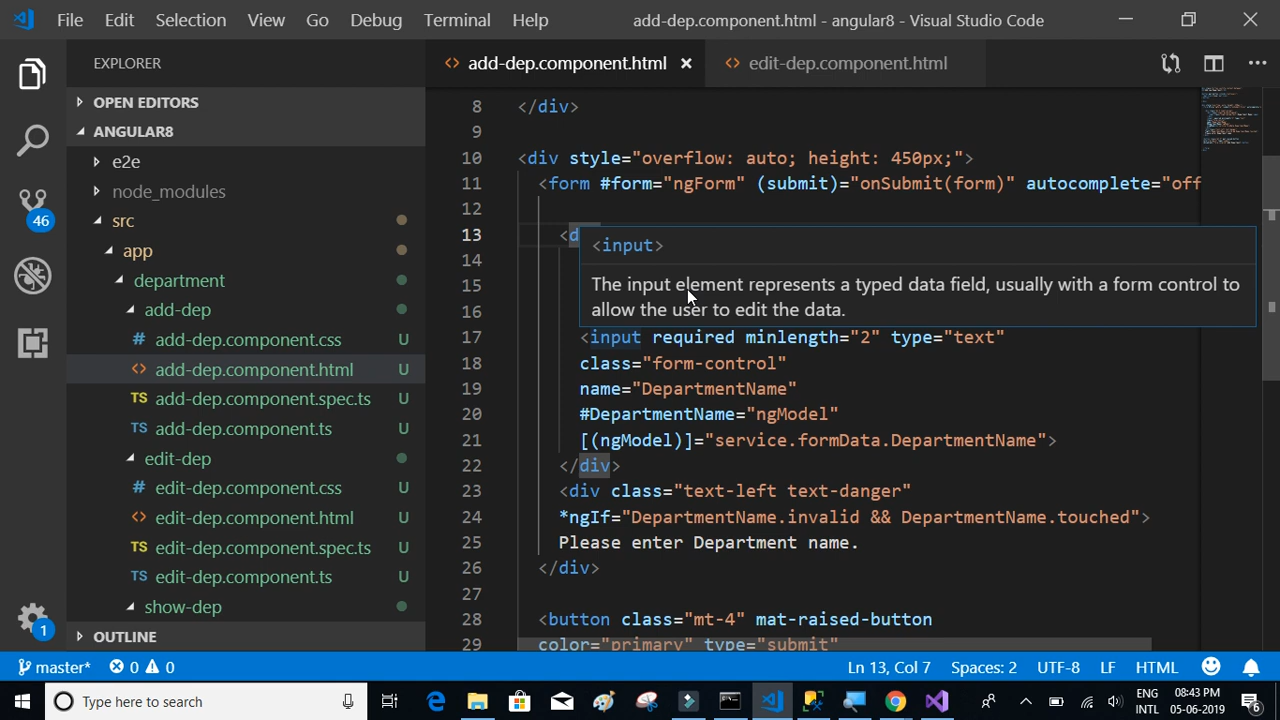 File Edit Selection View Go Debug Terminal Help add-dep.component.html - angular8 - Visual Studio Code
EXPLORER
OPEN EDITORS
ANGULAR8
e2e
node_modules
src
app
department
add-dep
# add-dep.component.css U
<> add-dep.component.html U
TS add-dep.component.spec.ts U
TS add-dep.component.ts U
edit-dep
# edit-dep.component.css U
<> edit-dep.component.html U
TS edit-dep.component.spec.ts U
TS edit-dep.component.ts U
show-dep
OUTLINE
46
1
<> add-dep.component.html × <> edit-dep.component.html
8 </div>
9
10 <div style="overflow: auto; height: 450px;">
11 <form #form="ngForm" (submit)="onSubmit(form)" autocomplete="off
12
13 <d
<input>
14
15 The input element represents a typed data field, usually with a form control to
16 allow the user to edit the data.
17 <input required minlength="2" type="text"
18 class="form-control"
19 name="DepartmentName"
20 #DepartmentName="ngModel"
21 [(ngModel)]="service.formData.DepartmentName">
22 </div>
23 <div class="text-left text-danger"
24 *ngIf="DepartmentName.invalid && DepartmentName.touched">
25 Please enter Department name.
26 </div>
27
28 <button class="mt-4" mat-raised-button
29 color="primary" type="submit"
master* 0 0 Ln 13, Col 7 Spaces: 2 UTF-8 LF HTML
Type here to search
ENG 08:43 PM
INTL 05-06-2019
6